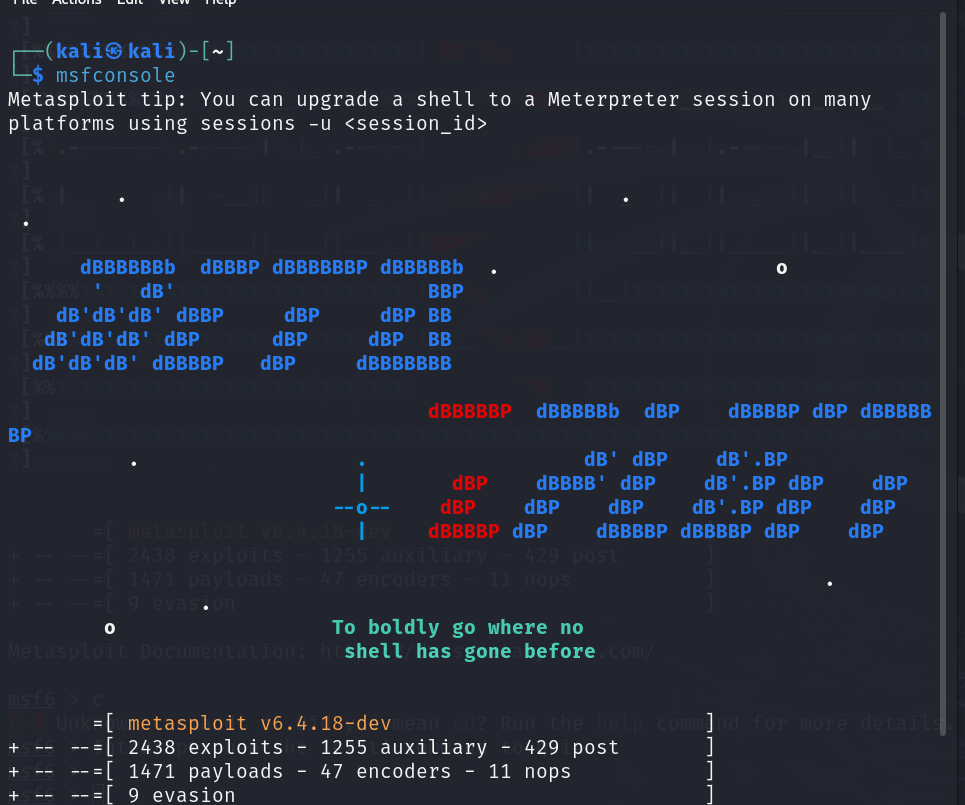 File Actions Edit View Help
┌──(kali㉿kali)-[~]
└─$ msfconsole
Metasploit tip: You can upgrade a shell to a Meterpreter session on many
platforms using sessions -u <session_id>
dBBBBBBb dBBBP dBBBBBBP dBBBBBb . o
' dB' BBP
dB'dB'dB' dBBP dBP dBP BB
dB'dB'dB' dBP dBP dBP BB
dB'dB'dB' dBBBBP dBP dBBBBBBB
dBBBBBP dBBBBBb dBP dBBBBP dBP dBBBBB
BP
. . dB' dBP dB'.BP
| dBP dBBBB' dBP dB'.BP dBP dBP
--o-- dBP dBP dBP dB'.BP dBP dBP
| dBBBBP dBP dBBBBP dBBBBP dBP dBP
.
.
o To boldly go where no
shell has gone before
=[ metasploit v6.4.18-dev ]
+ -- --=[ 2438 exploits - 1255 auxiliary - 429 post ]
+ -- --=[ 1471 payloads - 47 encoders - 11 nops ]
+ -- --=[ 9 evasion ]